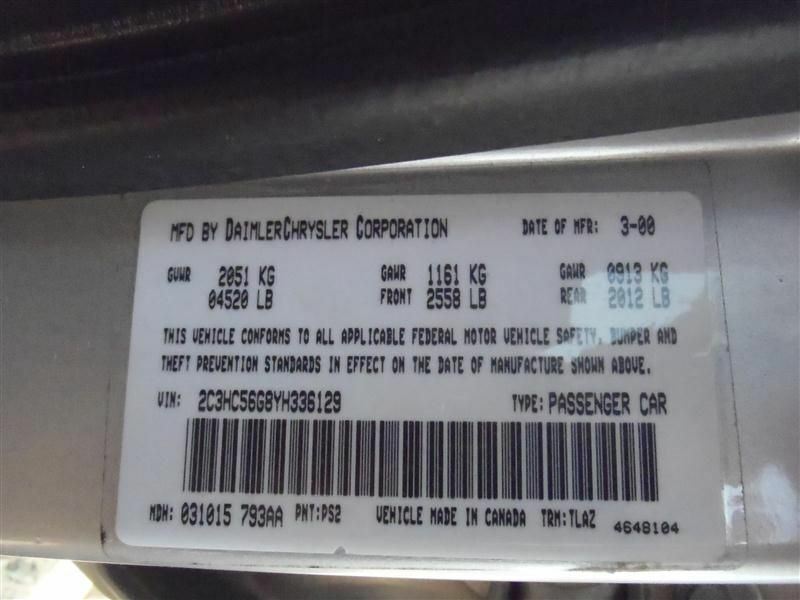 MFD BY DAIMLERCHRYSLER CORPORATION DATE OF MFR: 3-00
GVWR 2051 KG GAWR 1161 KG GAWR 0913 KG
04520 LB FRONT 2558 LB REAR 2012 LB
THIS VEHICLE CONFORMS TO ALL APPLICABLE FEDERAL MOTOR VEHICLE SAFETY, BUMPER AND
THEFT PREVENTION STANDARDS IN EFFECT ON THE DATE OF MANUFACTURE SHOWN ABOVE.
VIN: 2C3HC56G8YH336129 TYPE: PASSENGER CAR
MDH: 031015 793AA PNT:PS2 VEHICLE MADE IN CANADA TRM:TLAZ 4648104